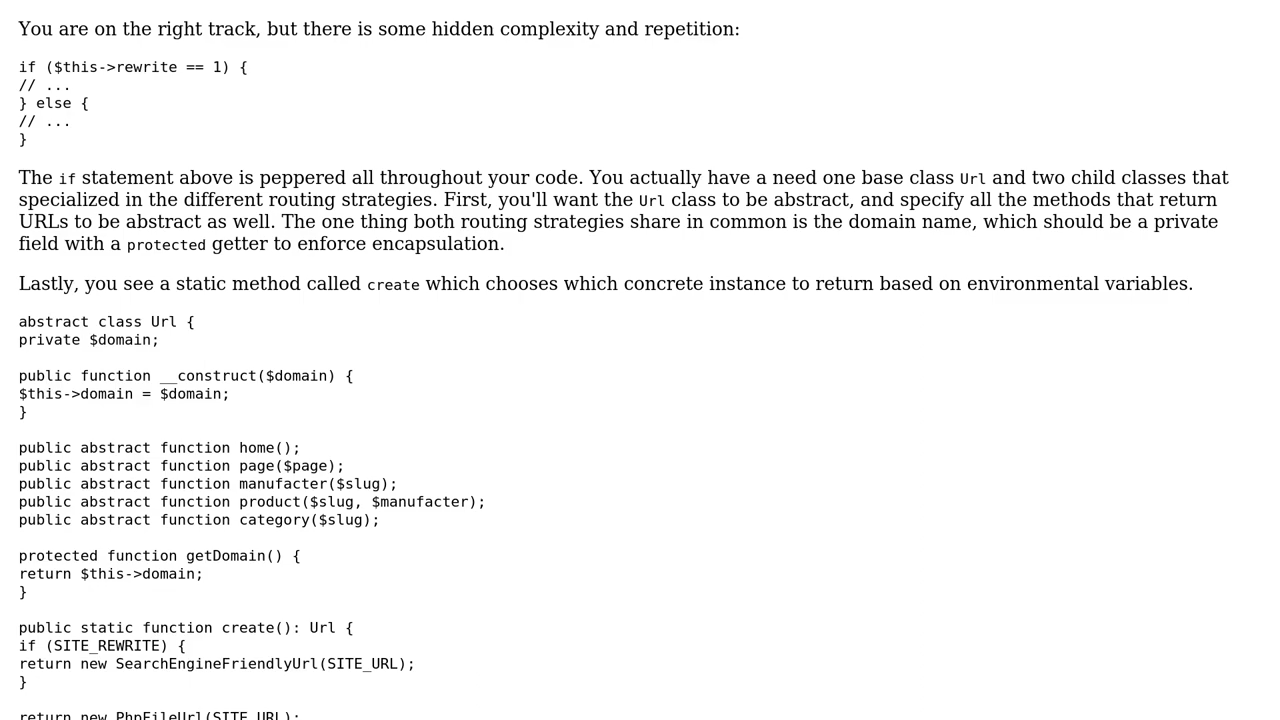 You are on the right track, but there is some hidden complexity and repetition:
if ($this->rewrite == 1) {
// ...
} else {
// ...
}
The if statement above is peppered all throughout your code. You actually have a need one base class Url and two child classes that
specialized in the different routing strategies. First, you'll want the Url class to be abstract, and specify all the methods that return
URLs to be abstract as well. The one thing both routing strategies share in common is the domain name, which should be a private
field with a protected getter to enforce encapsulation.
Lastly, you see a static method called create which chooses which concrete instance to return based on environmental variables.
abstract class Url {
private $domain;
public function __construct($domain) {
$this->domain = $domain;
}
public abstract function home();
public abstract function page($page);
public abstract function manufacter($slug);
public abstract function product($slug, $manufacter);
public abstract function category($slug);
protected function getDomain() {
return $this->domain;
}
public static function create(): Url {
if (SITE_REWRITE) {
return new SearchEngineFriendlyUrl(SITE_URL);
}
return new PhpFileUrl(SITE_URL);